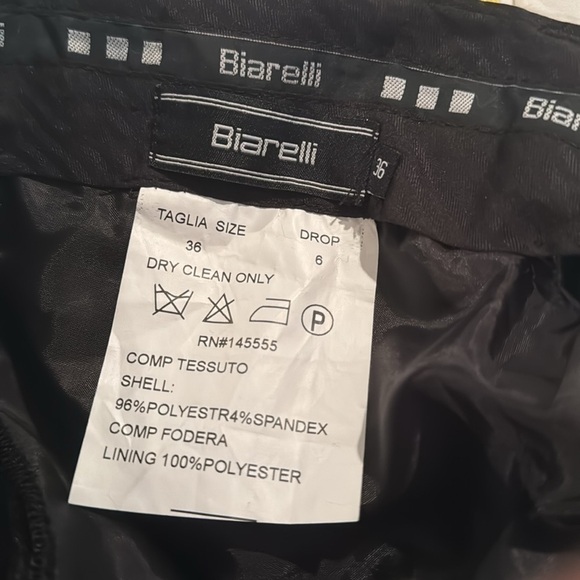 Biarelli
Biar
Biarelli
36
TAGLIA SIZE DROP
36 6
DRY CLEAN ONLY
P
RN#145555
COMP TESSUTO
SHELL:
96%POLYESTR4%SPANDEX
COMP FODERA
LINING 100%POLYESTER